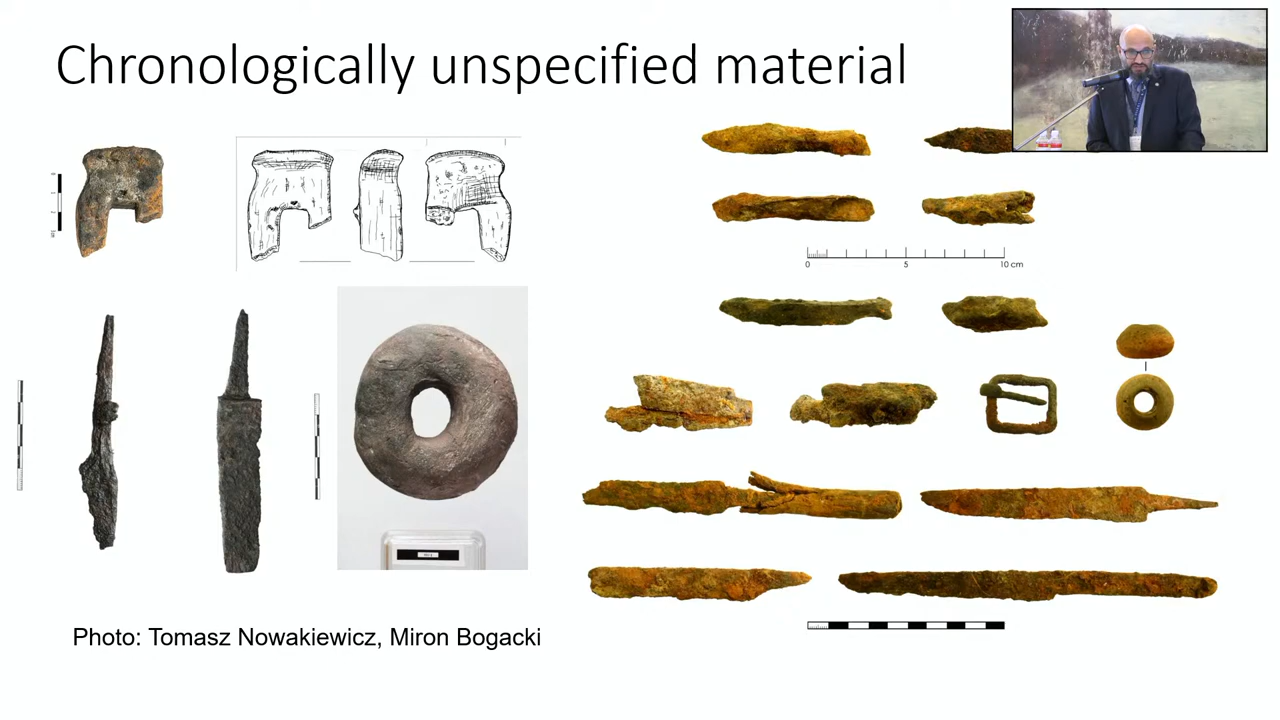 Chronologically unspecified material
0 5 10 cm
Photo: Tomasz Nowakiewicz, Miron Bogacki